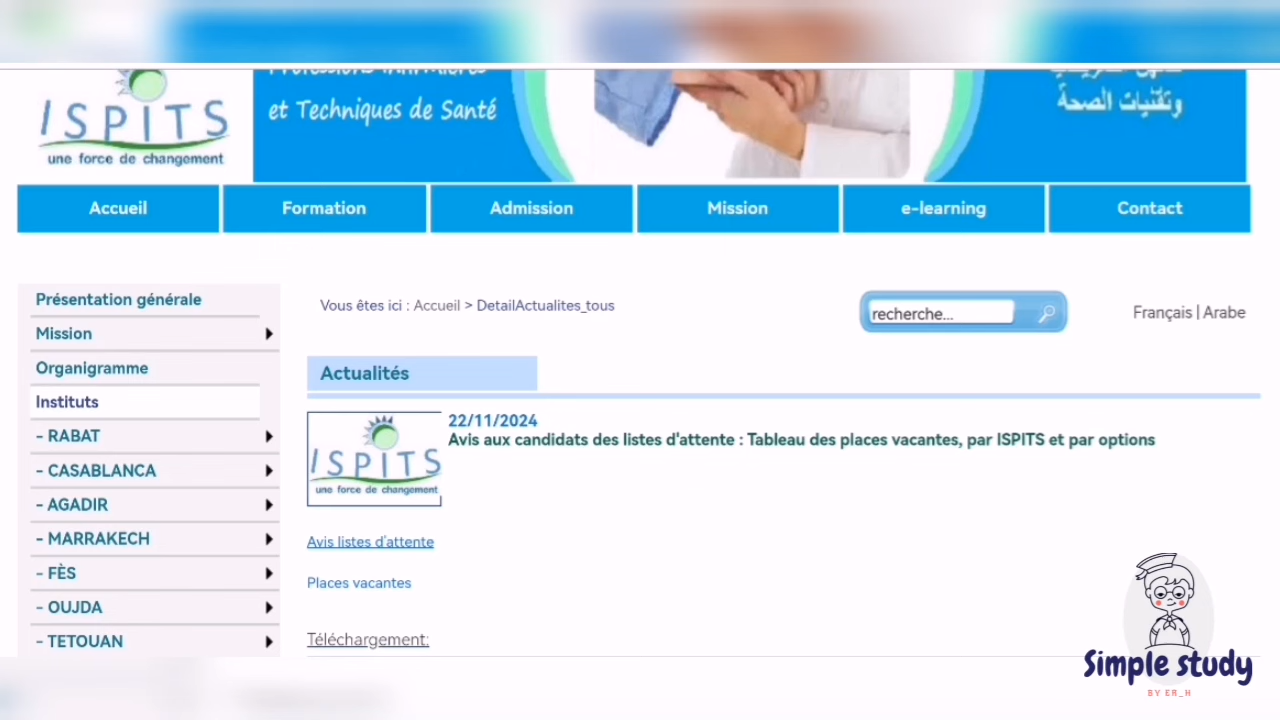 et Techniques de Santé
وتقنيات الصحة
ISPITS
une force de changement
Accueil
Formation
Admission
Mission
e-learning
Contact
Présentation générale
Mission
Organigramme
Instituts
- RABAT
- CASABLANCA
- AGADIR
- MARRAKECH
- FÈS
- OUJDA
- TETOUAN
Vous êtes ici : Accueil > DetailActualites_tous
recherche...
Français | Arabe
Actualités
ISPITS
une force de changement
22/11/2024
Avis aux candidats des listes d'attente : Tableau des places vacantes, par ISPITS et par options
Avis listes d'attente
Places vacantes
Téléchargement:
Simple study
BY ER_H